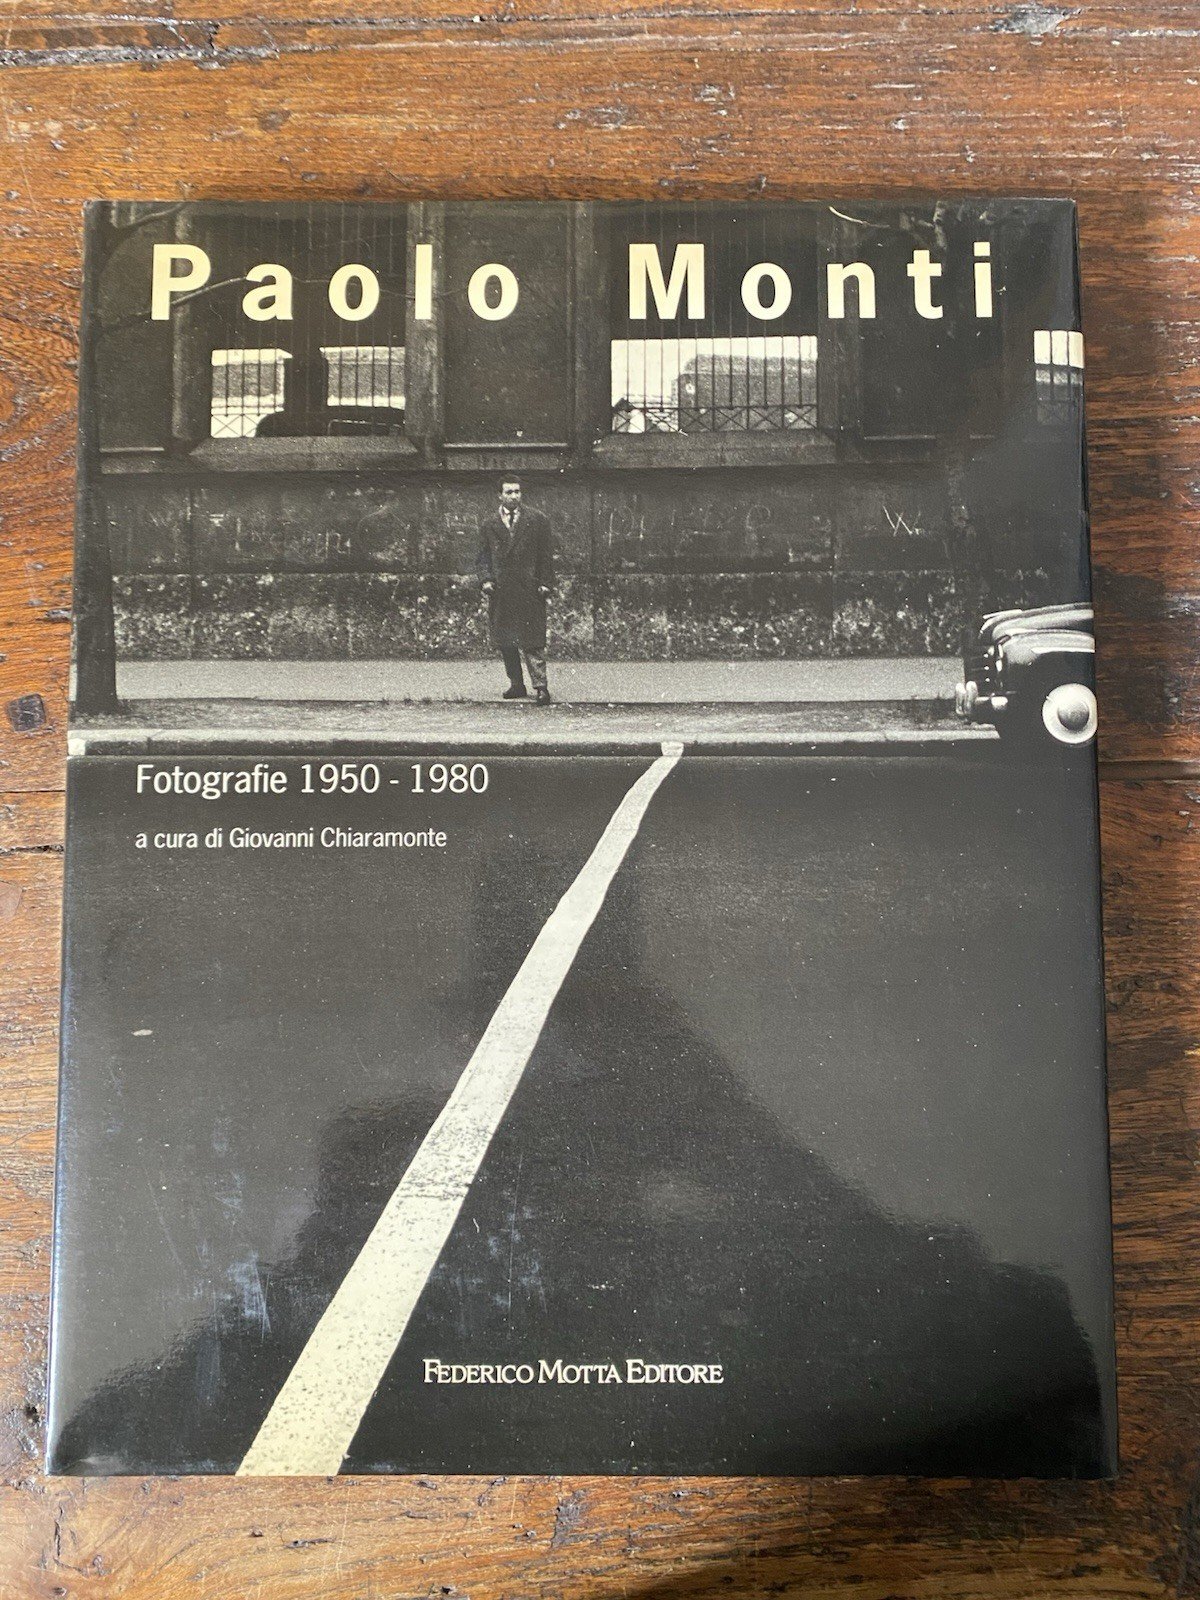 Paolo Monti
Fotografie 1950 - 1980
a cura di Giovanni Chiaramonte
FEDERICO MOTTA EDITORE